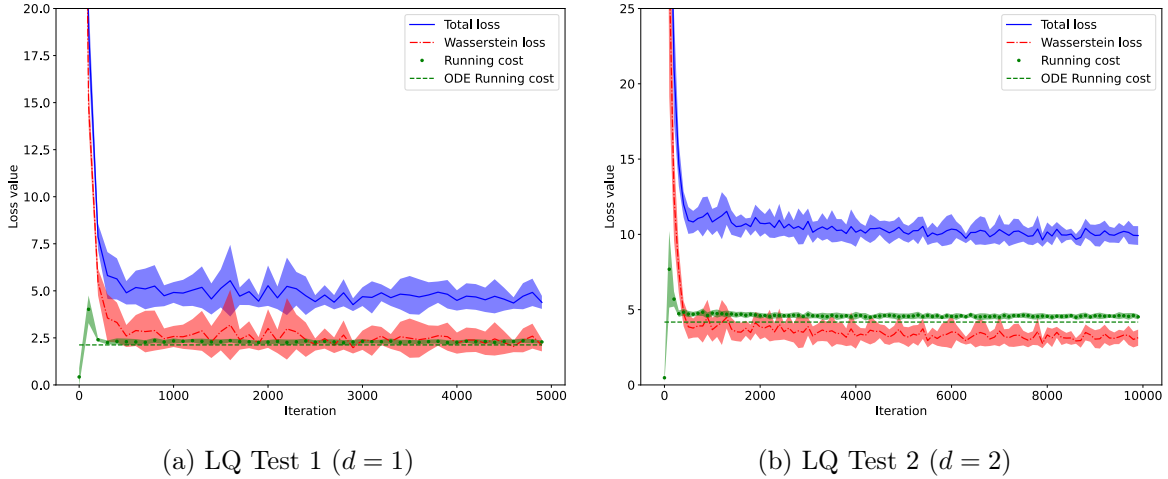 20.0
17.5
15.0
12.5
10.0
7.5
5.0
2.5
0.0
Loss value
0
1000
2000
3000
4000
5000
Iteration
Total loss
Wasserstein loss
Running cost
ODE Running cost
(a) LQ Test 1 (d = 1)
25
20
15
10
5
0
Loss value
0
2000
4000
6000
8000
10000
Iteration
Total loss
Wasserstein loss
Running cost
ODE Running cost
(b) LQ Test 2 (d = 2)